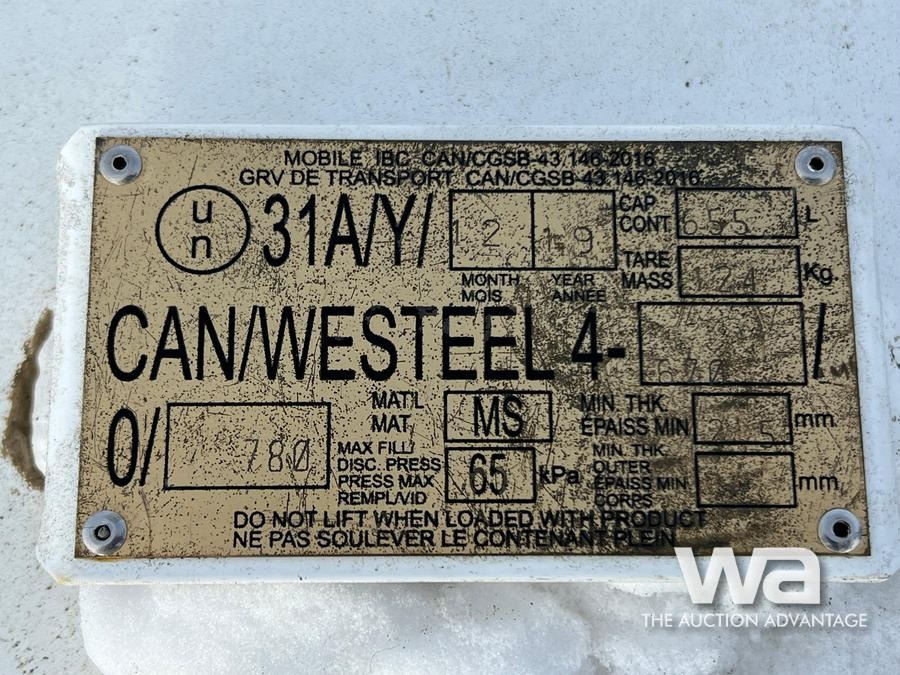 MOBILE IBC CAN/CGSB-43.146-2016
GRV DE TRANSPORT CAN/CGSB-43.146-2016
un 31A/Y/ 12 19
MONTH YEAR
MOIS ANNÉE
CAP
CONT 655 L
TARE
MASS 124 Kg
CAN/WESTEEL 4- /
0/ 780
MAT'L
MAT MS
MIN. THK.
ÉPAISS MIN mm
MAX FILL/
DISC. PRESS
PRESS MAX
REMPL/VID
65 kPa
MIN. THK.
OUTER
ÉPAISS MIN
CORPS mm
DO NOT LIFT WHEN LOADED WITH PRODUCT
NE PAS SOULEVER LE CONTENANT PLEIN
wa
THE AUCTION ADVANTAGE